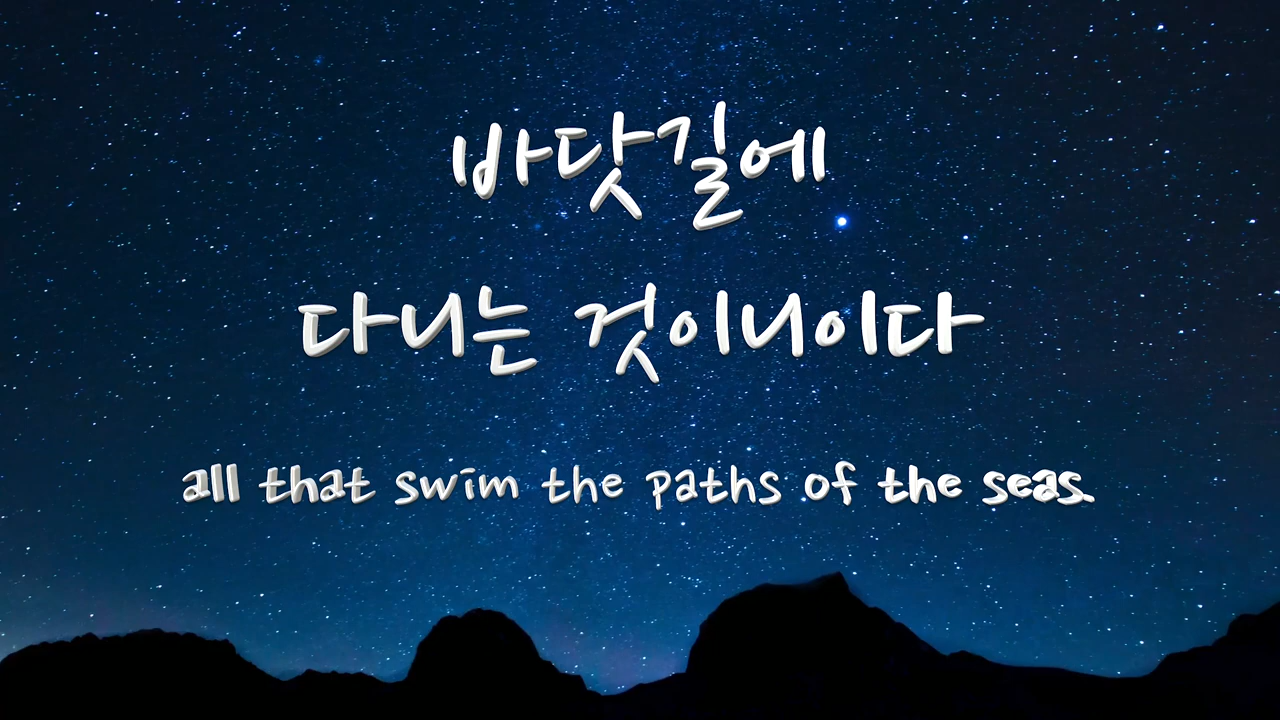 바닷길에
다니는 것이니이다
all that swim the paths of the seas.